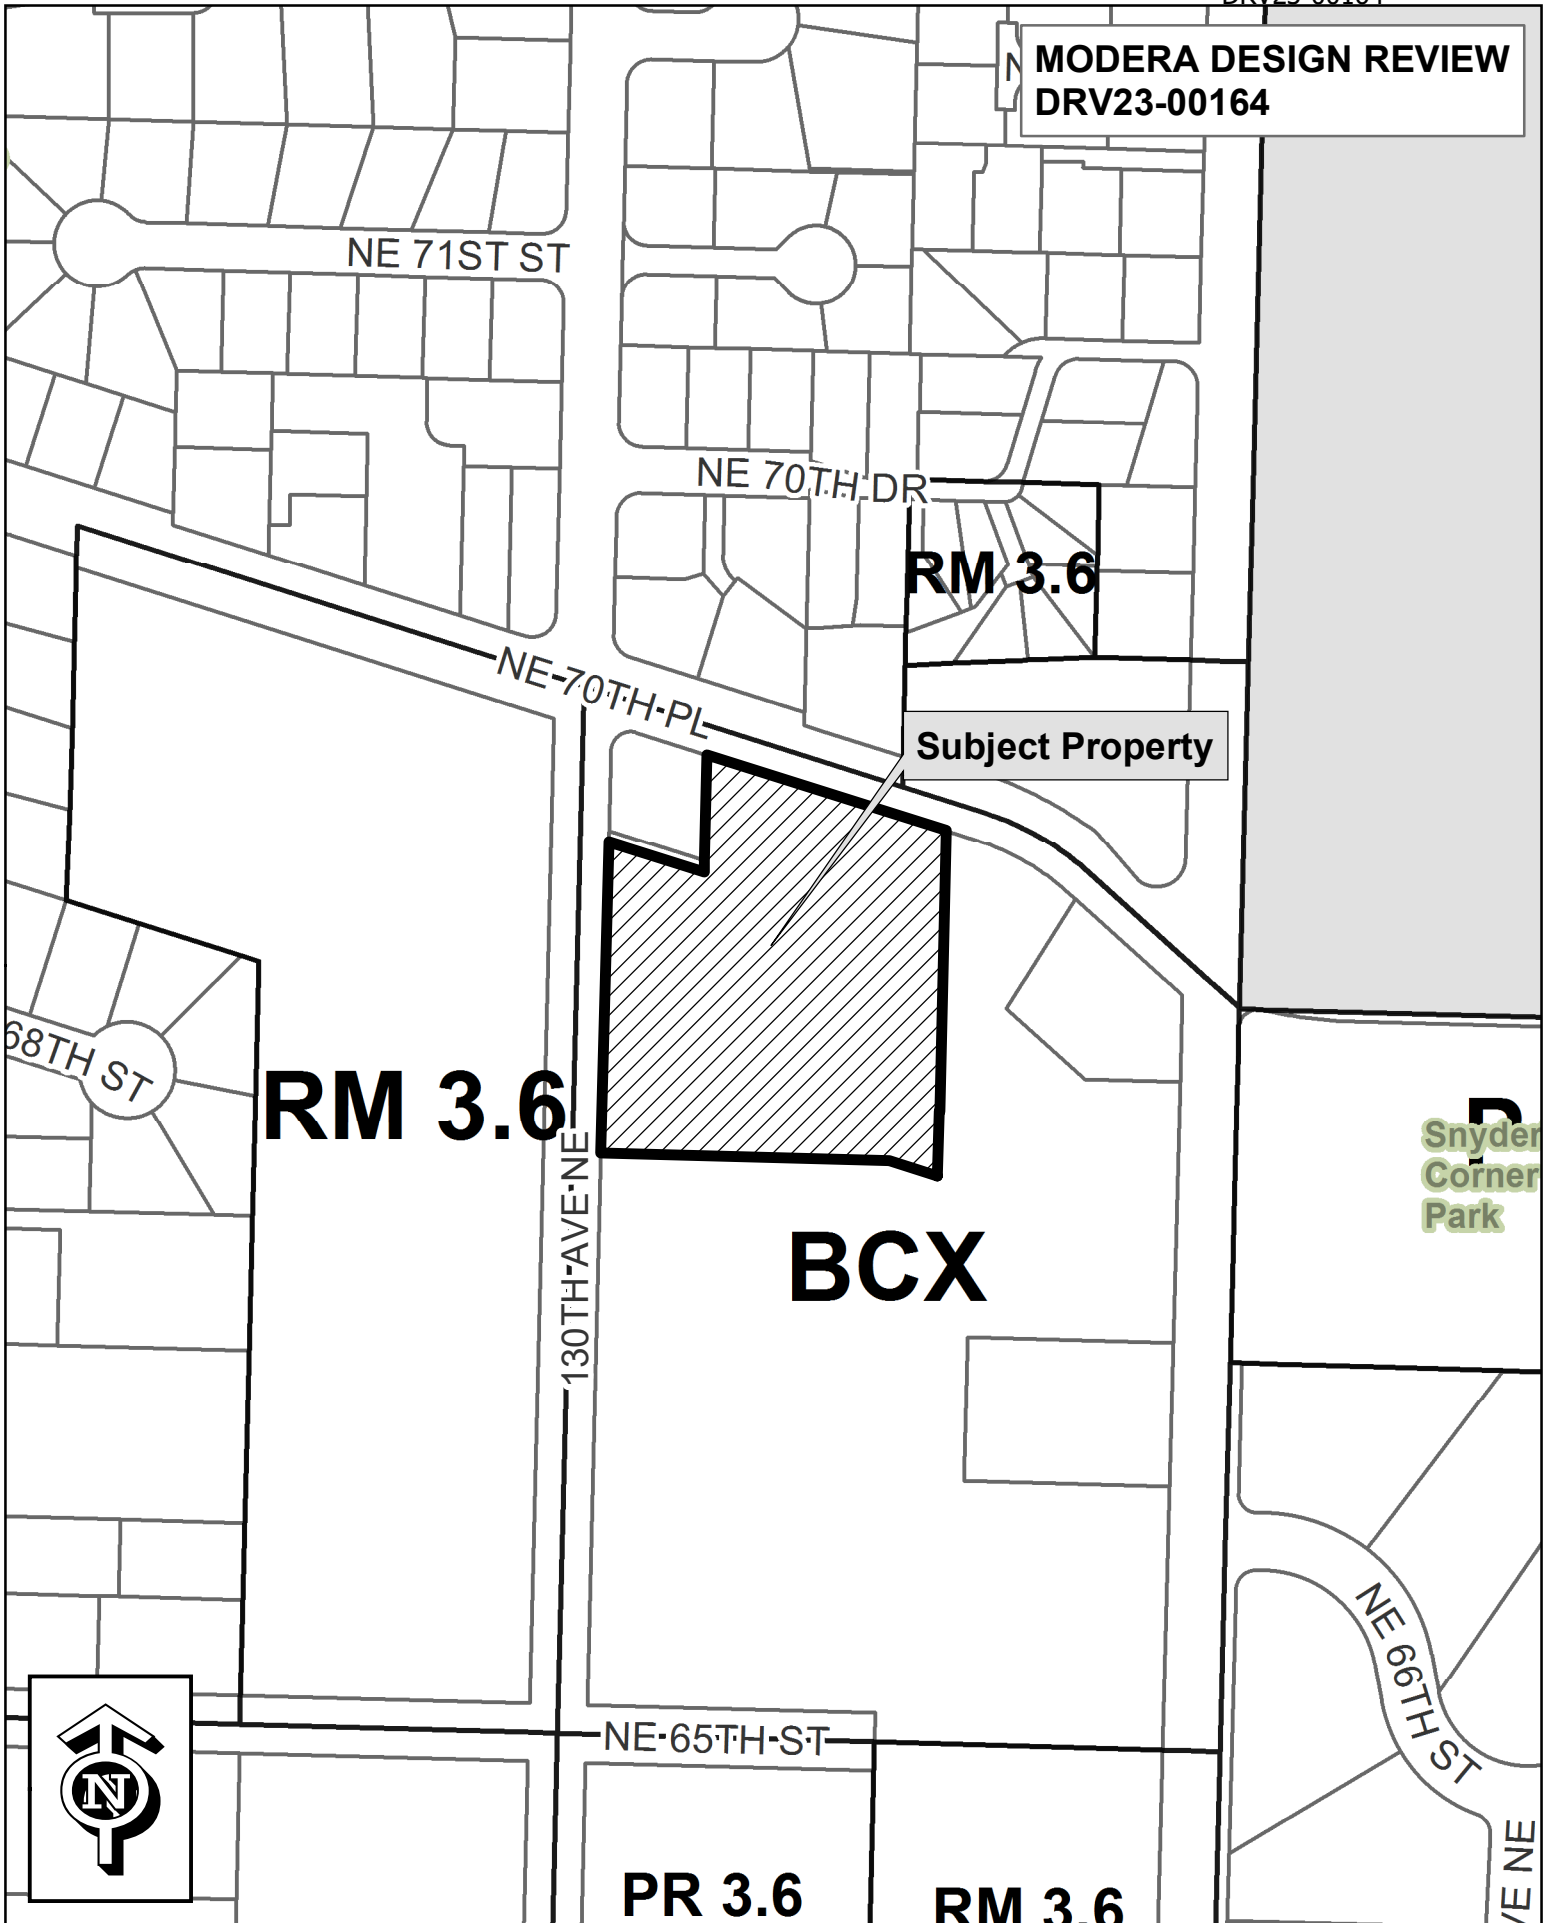 MODERA DESIGN REVIEW
DRV23-00164
NE 71ST ST
NE 70TH DR
RM 3.6
NE 70TH PL
Subject Property
68TH ST
RM 3.6
130TH AVE NE
Snyder
Corner
Park
BCX
NE 66TH ST
NE 65TH ST
N
PR 3.6
RM 3.6
VE NE